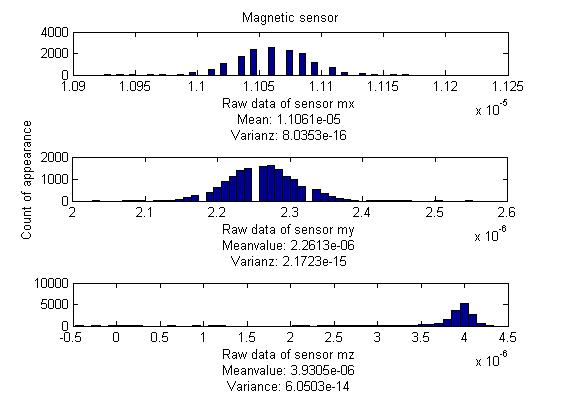 Magnetic sensor
4000
2000
0
1.09 1.095 1.1 1.105 1.11 1.115 1.12 1.125
x 10^-5
Raw data of sensor mx
Mean: 1.1061e-05
Varianz: 8.0353e-16
Count of appearance
2000
1000
0
2 2.1 2.2 2.3 2.4 2.5 2.6
x 10^-6
Raw data of sensor my
Meanvalue: 2.2613e-06
Varianz: 2.1723e-15
10000
5000
0
-0.5 0 0.5 1 1.5 2 2.5 3 3.5 4 4.5
x 10^-6
Raw data of sensor mz
Meanvalue: 3.9305e-06
Variance: 6.0503e-14